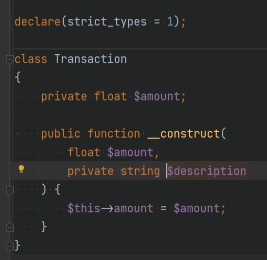 declare(strict_types = 1);
class Transaction
{
private float $amount;
public function __construct(
float $amount,
private string $description
) {
$this->amount = $amount;
}
}